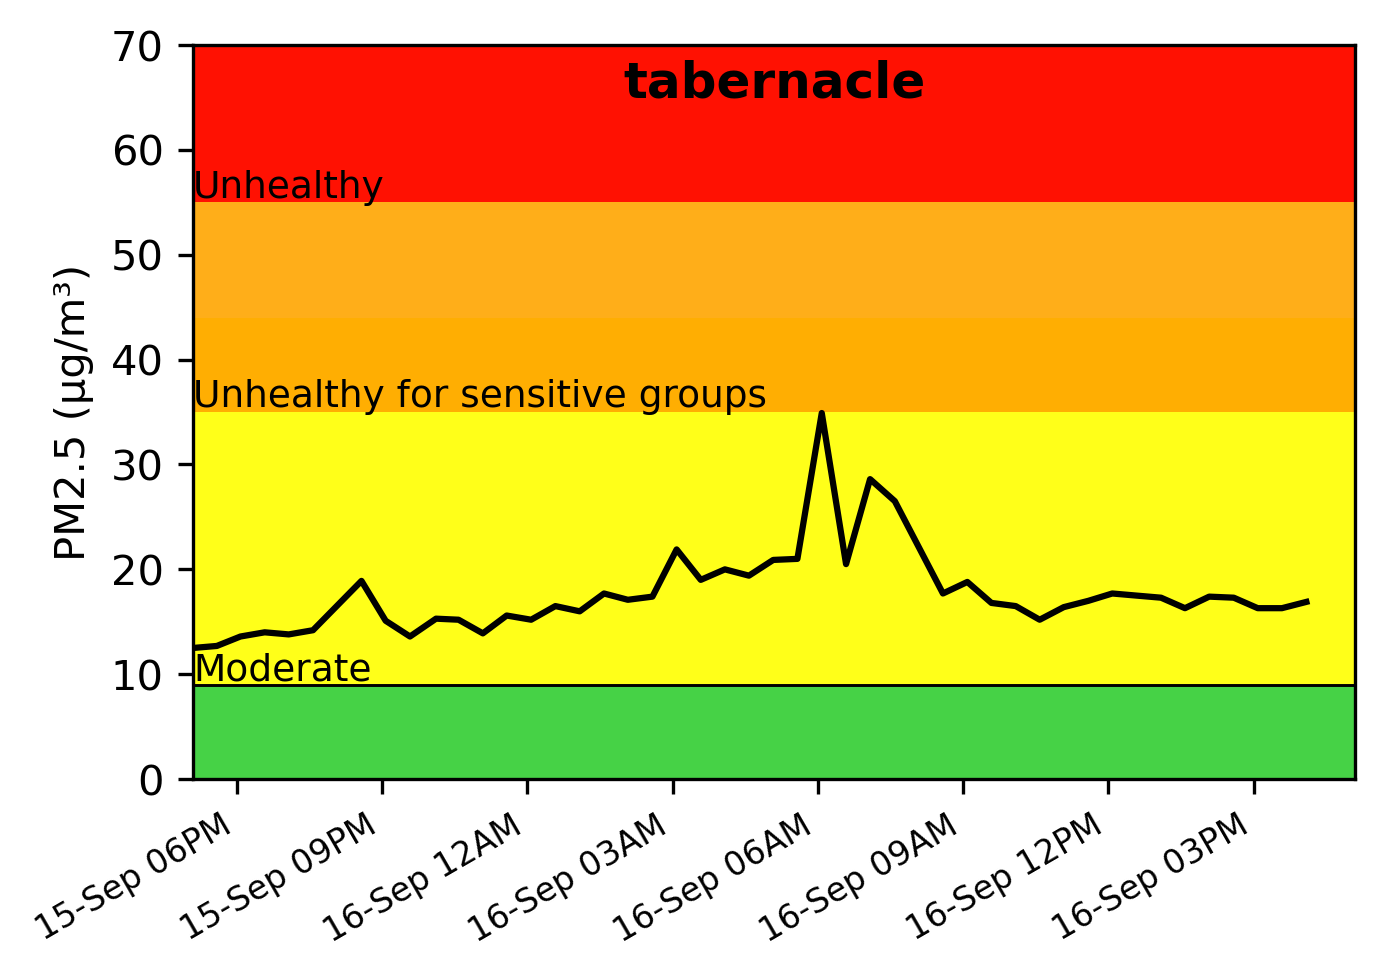 tabernacle
PM2.5 (µg/m³)
70
60
50
40
30
20
10
0
Unhealthy
Unhealthy for sensitive groups
Moderate
15-Sep 06PM
15-Sep 09PM
16-Sep 12AM
16-Sep 03AM
16-Sep 06AM
16-Sep 09AM
16-Sep 12PM
16-Sep 03PM